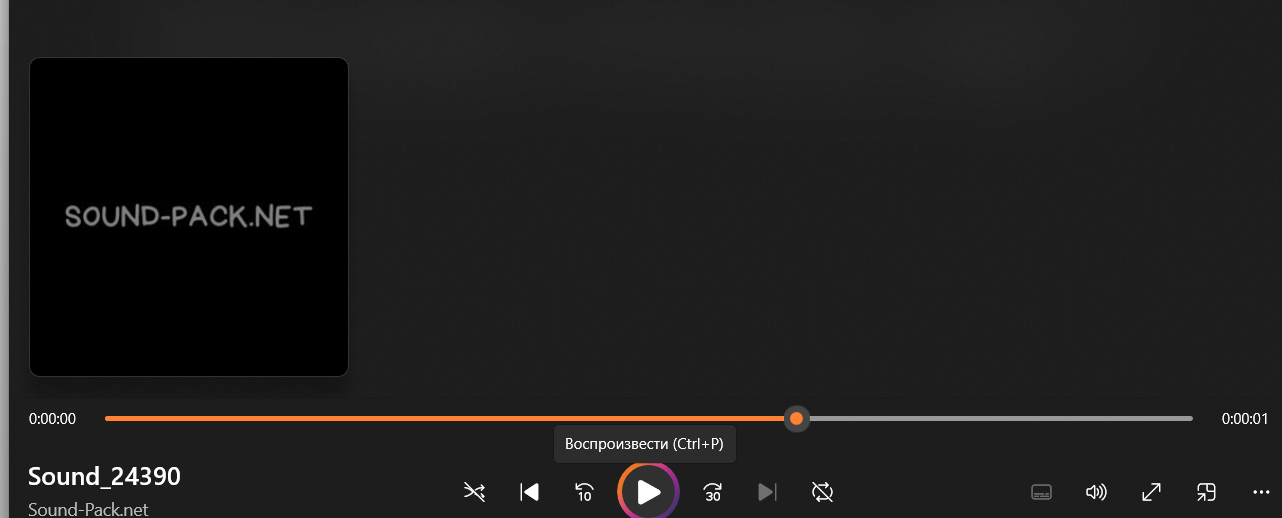 SOUND-PACK.NET
0:00:00
0:00:01
Воспроизвести (Ctrl+P)
Sound_24390
Sound-Pack.net
10
30